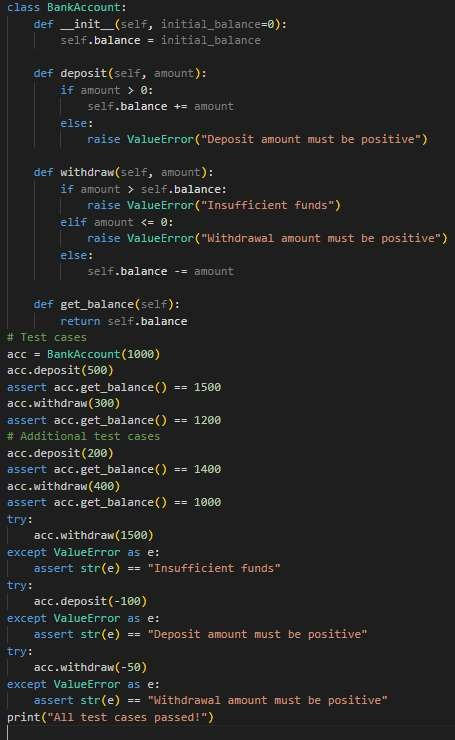 class BankAccount:
    def __init__(self, initial_balance=0):
        self.balance = initial_balance

    def deposit(self, amount):
        if amount > 0:
            self.balance += amount
        else:
            raise ValueError("Deposit amount must be positive")

    def withdraw(self, amount):
        if amount > self.balance:
            raise ValueError("Insufficient funds")
        elif amount <= 0:
            raise ValueError("Withdrawal amount must be positive")
        else:
            self.balance -= amount

    def get_balance(self):
        return self.balance
# Test cases
acc = BankAccount(1000)
acc.deposit(500)
assert acc.get_balance() == 1500
acc.withdraw(300)
assert acc.get_balance() == 1200
# Additional test cases
acc.deposit(200)
assert acc.get_balance() == 1400
acc.withdraw(400)
assert acc.get_balance() == 1000
try:
    acc.withdraw(1500)
except ValueError as e:
    assert str(e) == "Insufficient funds"
try:
    acc.deposit(-100)
except ValueError as e:
    assert str(e) == "Deposit amount must be positive"
try:
    acc.withdraw(-50)
except ValueError as e:
    assert str(e) == "Withdrawal amount must be positive"
print("All test cases passed!")